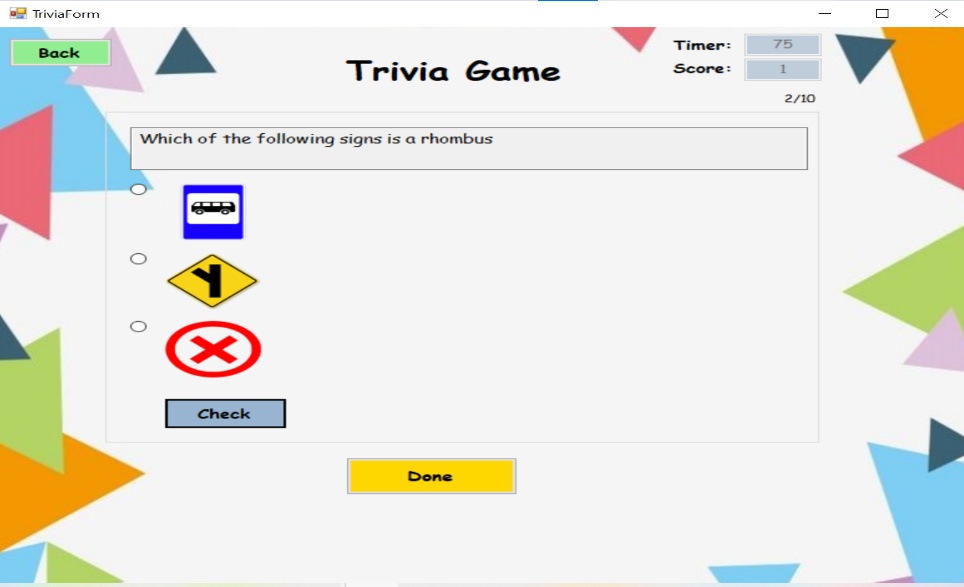 TriviaForm
Back
Trivia Game
Timer: 75
Score: 1
2/10
Which of the following signs is a rhombus
Check
Done